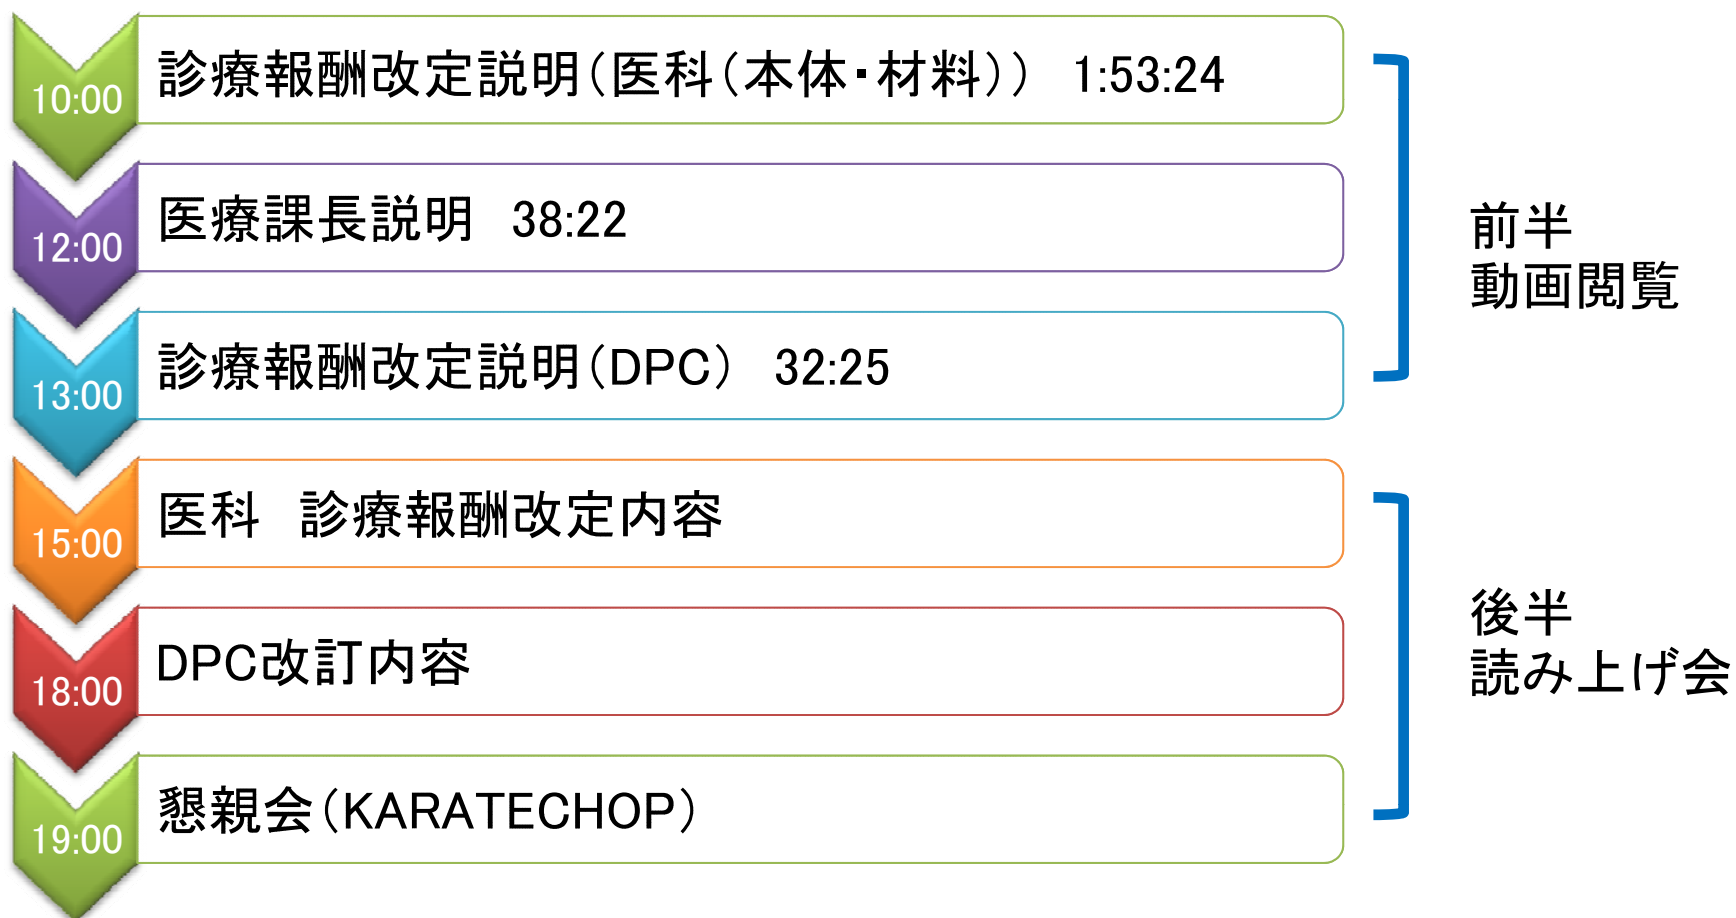 10:00
診療報酬改定説明（医科（本体・材料））　1:53:24
12:00
医療課長説明　38:22
13:00
診療報酬改定説明（DPC）　32:25
前半
動画閲覧
15:00
医科　診療報酬改定内容
18:00
DPC改訂内容
19:00
懇親会（KARATECHOP）
後半
読み上げ会